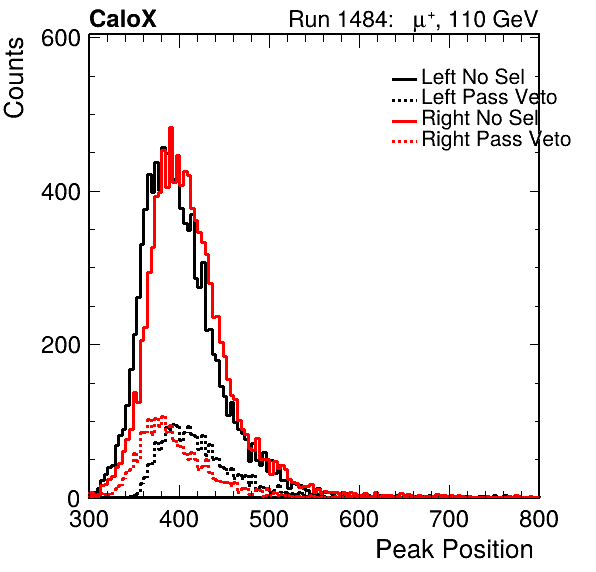 CaloX Run 1484: μ⁺, 110 GeV
Counts
600
400
200
0
Left No Sel
Left Pass Veto
Right No Sel
Right Pass Veto
300 400 500 600 700 800
Peak Position